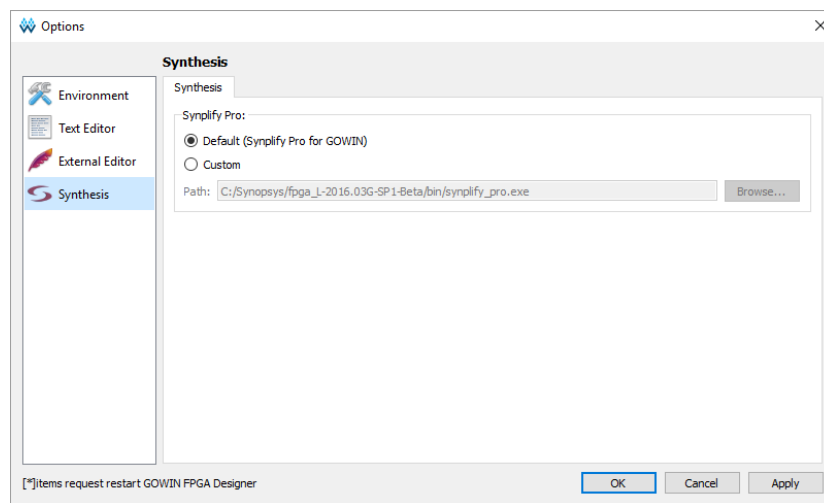 Options
Synthesis
Environment
Text Editor
External Editor
Synthesis
Synthesis
Synplify Pro:
Default (Synplify Pro for GOWIN)
Custom
Path: C:/Synopsys/fpga_L-2016.03G-SP1-Beta/bin/synplify_pro.exe Browse...
[*]items request restart GOWIN FPGA Designer
OK Cancel Apply